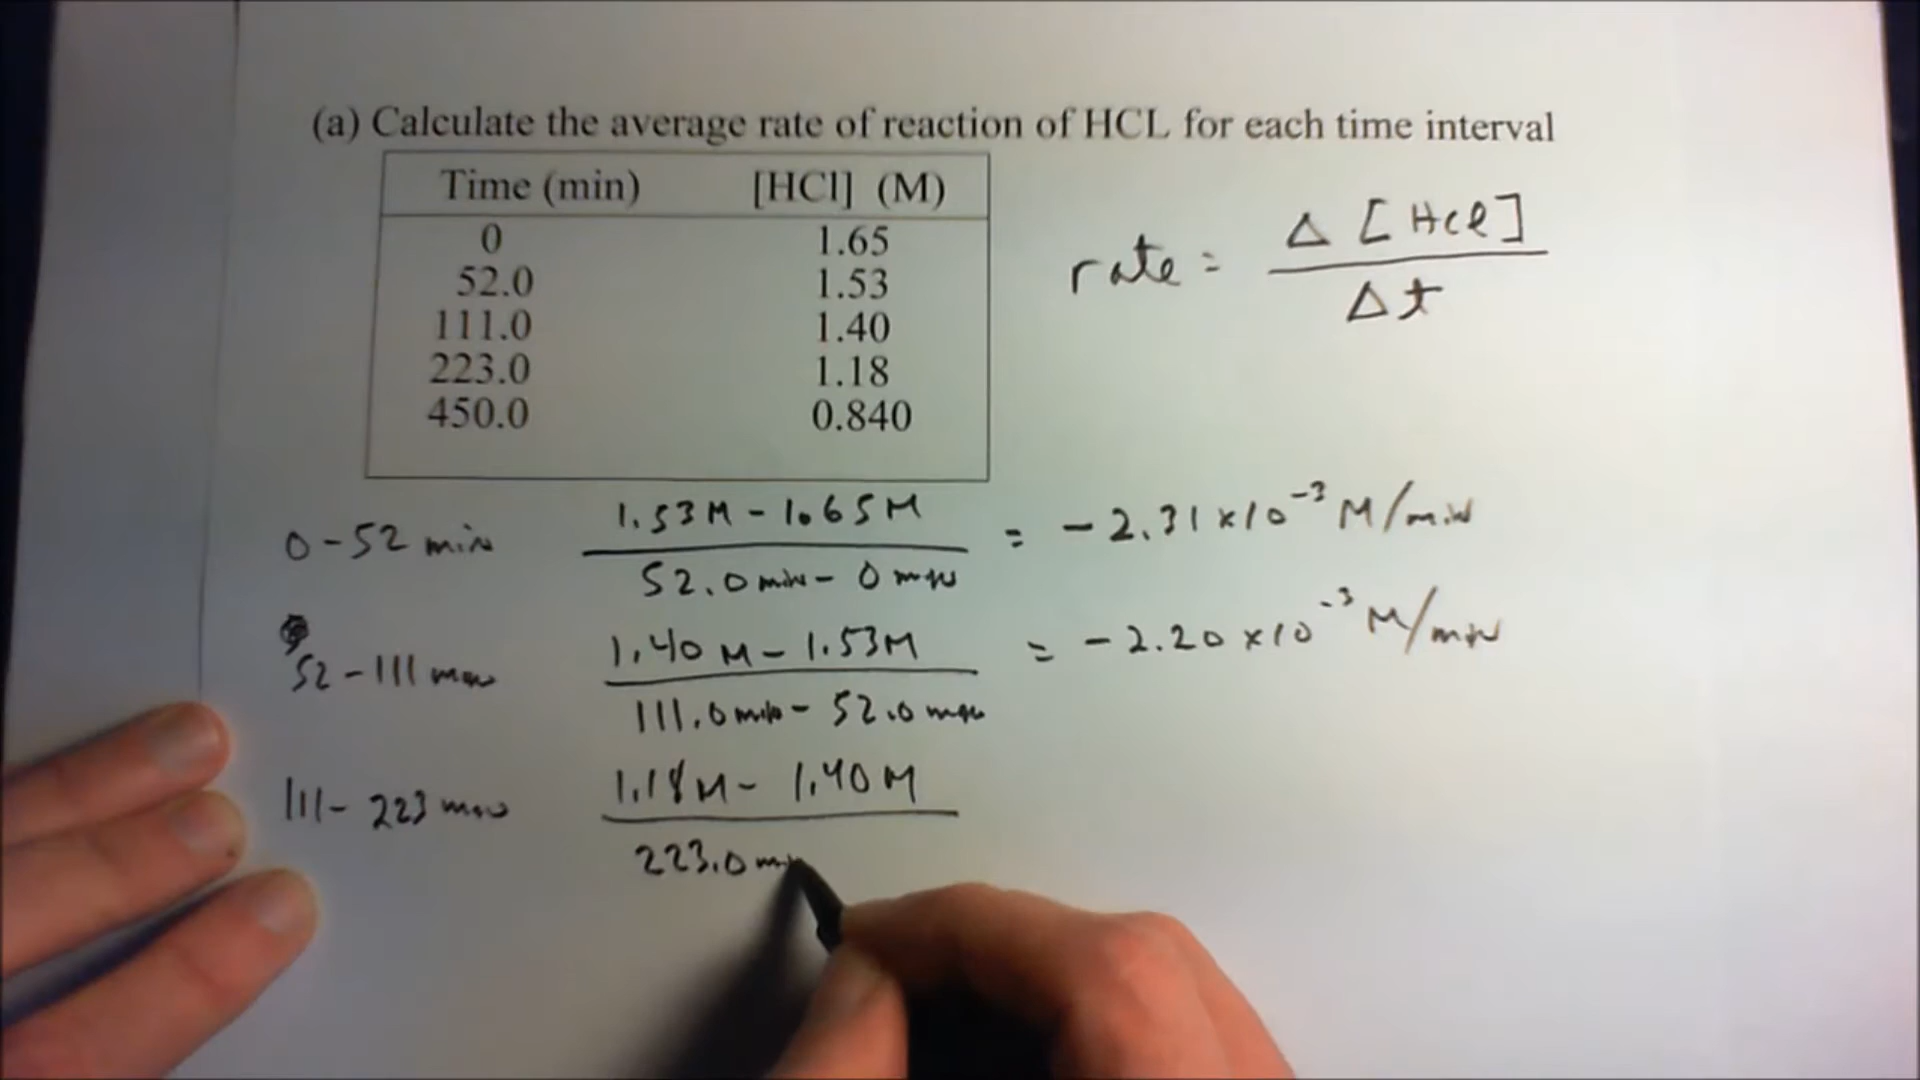 (a) Calculate the average rate of reaction of HCL for each time interval
Time (min) [HCl] (M)
0 1.65
52.0 1.53
111.0 1.40
223.0 1.18
450.0 0.840
rate = Δ [HCl]
Δt
0-52 min 1.53M - 1.65M = -2.31 x 10⁻³ M/min
52.0 min - 0 min
52-111 min 1.40 M - 1.53M = -2.20 x 10⁻³ M/min
111.0 min - 52.0 min
111-223 min 1.18M - 1.40M
223.0 min